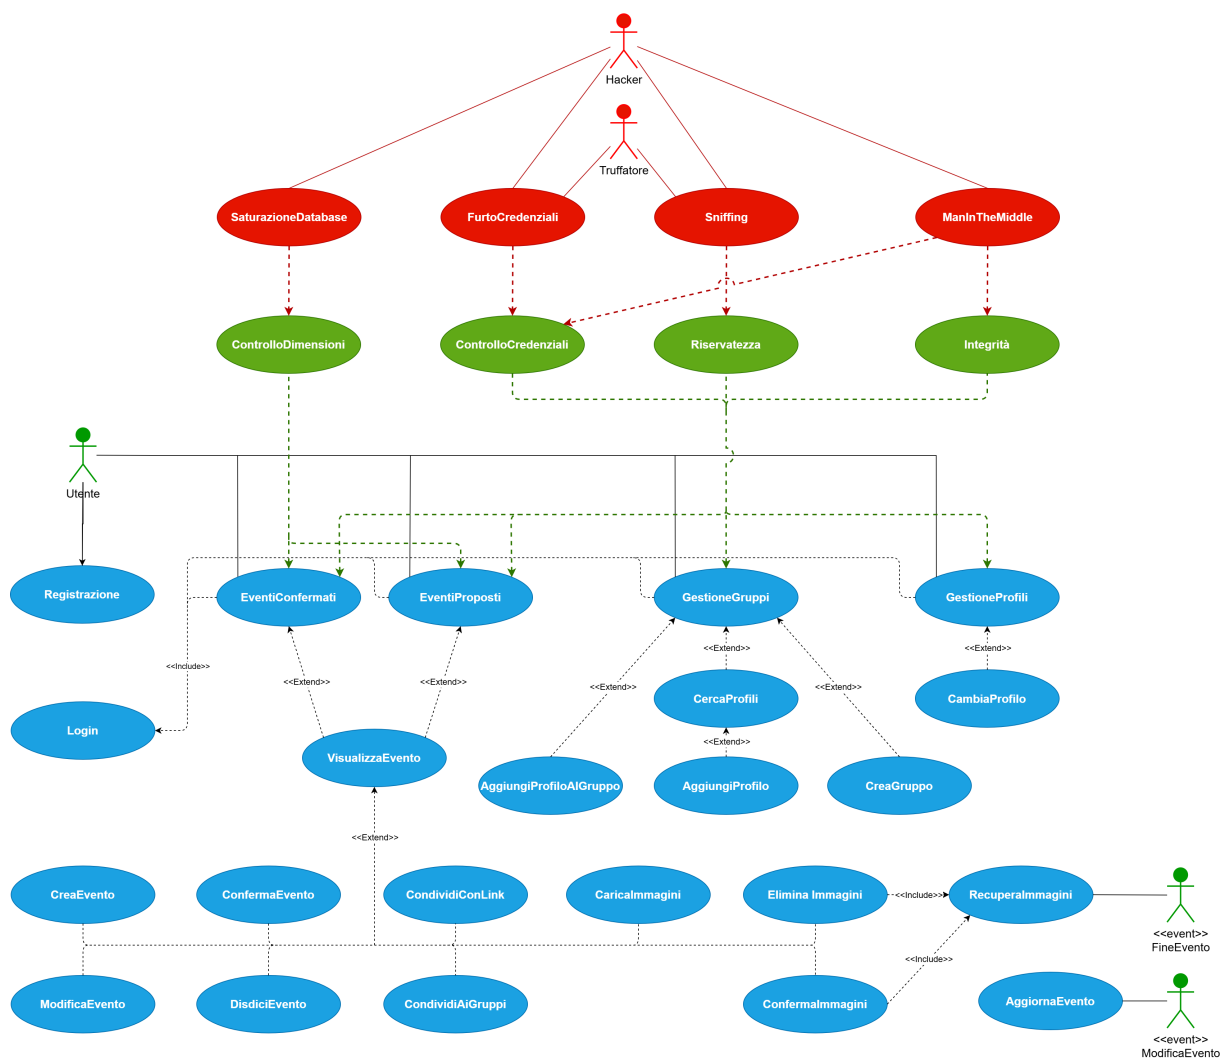 Hacker
Truffatore
SaturazioneDatabase
FurtoCredenziali
Sniffing
ManInTheMiddle
ControlloDimensioni
ControlloCredenziali
Riservatezza
Integrità
Utente
Registrazione
EventiConfermati
EventiProposti
GestioneGruppi
GestioneProfili
<<Include>>
<<Extend>>
<<Extend>>
<<Extend>>
<<Extend>>
<<Extend>>
<<Extend>>
CercaProfili
CambiaProfilo
Login
<<Extend>>
VisualizzaEvento
AggiungiProfiloAlGruppo
AggiungiProfilo
CreaGruppo
<<Extend>>
CreaEvento
ConfermaEvento
CondividiConLink
CaricaImmagini
Elimina Immagini
<<Include>>
RecuperaImmagini
<<event>>
FineEvento
<<Include>>
ModificaEvento
DisdiciEvento
CondividiAiGruppi
ConfermaImmagini
AggiornaEvento
<<event>>
ModificaEvento